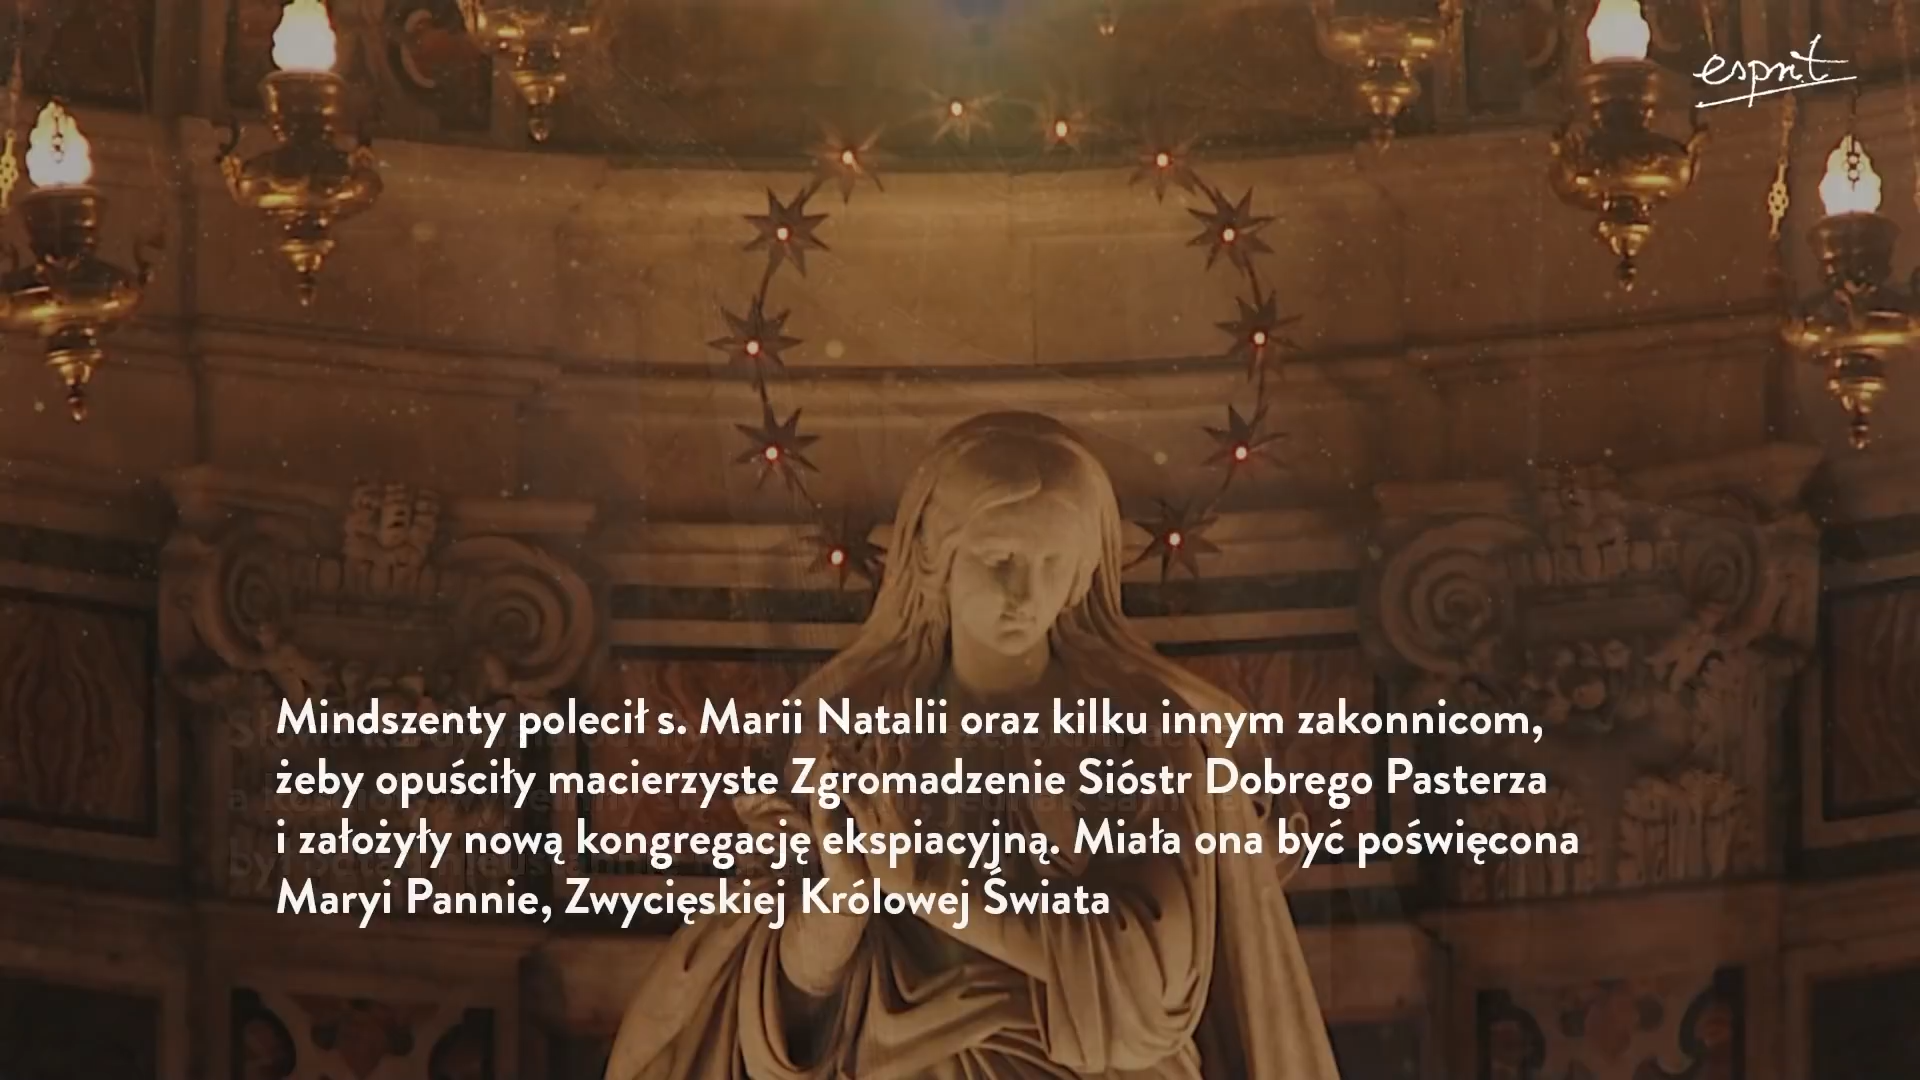 esprit
Mindszenty polecił s. Marii Natalii oraz kilku innym zakonnicom,
żeby opuściły macierzyste Zgromadzenie Sióstr Dobrego Pasterza
i założyły nową kongregację ekspiacyjną. Miała ona być poświęcona
Maryi Pannie, Zwycięskiej Królowej Świata